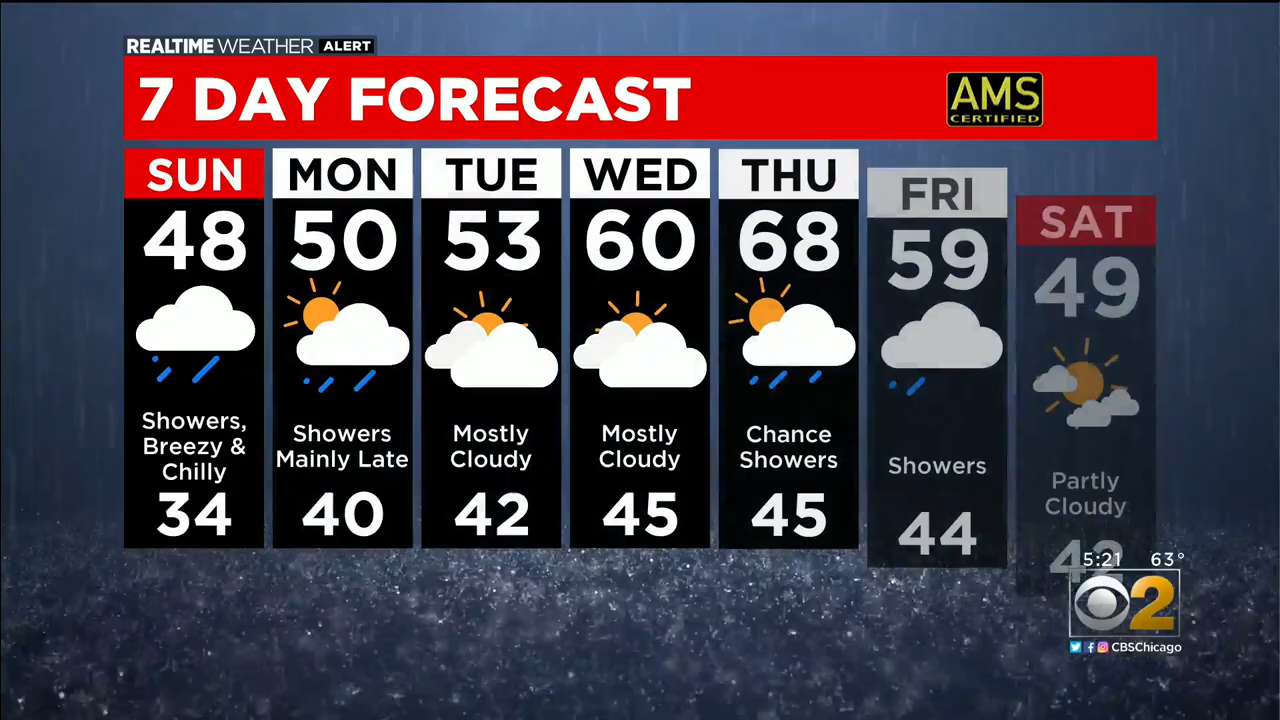 REALTIME WEATHER ALERT
7 DAY FORECAST
AMS
CERTIFIED
SUN
48
Showers,
Breezy &
Chilly
34
MON
50
Showers
Mainly Late
40
TUE
53
Mostly
Cloudy
42
WED
60
Mostly
Cloudy
45
THU
68
Chance
Showers
45
FRI
59
Showers
44
SAT
49
Partly
Cloudy
42
5:21 63°
2
CBSChicago